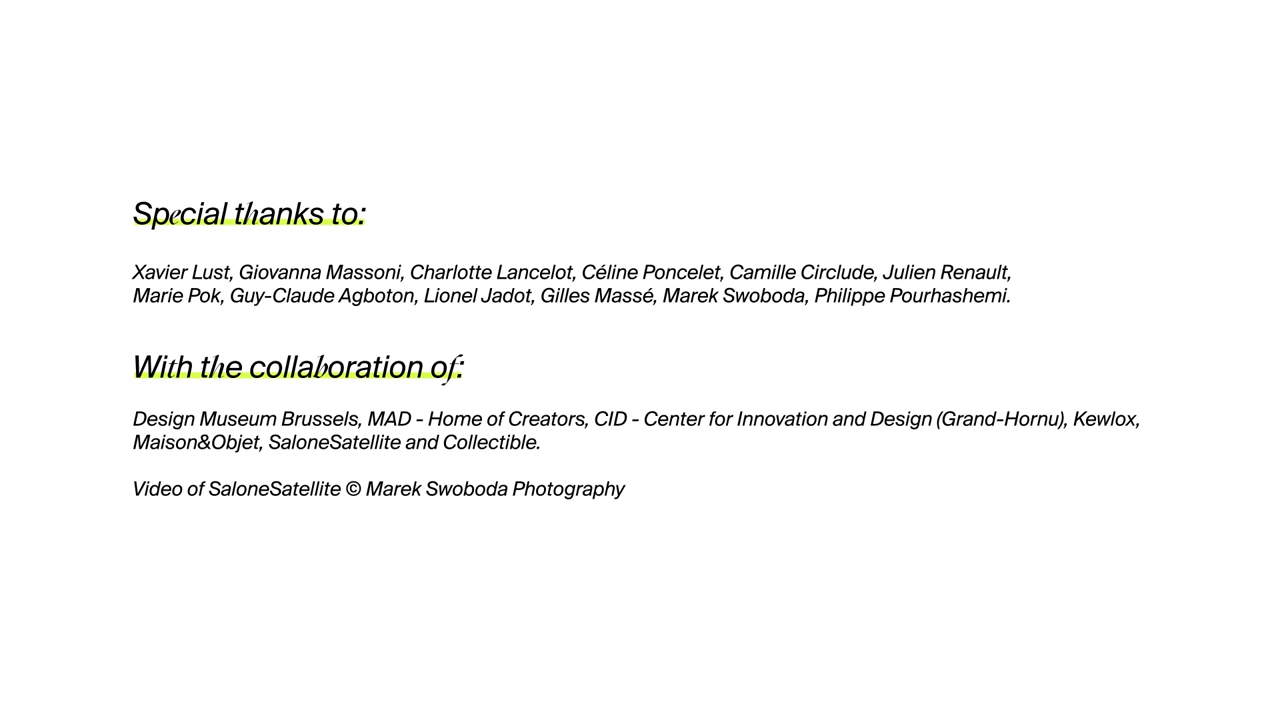 Special thanks to:
Xavier Lust, Giovanna Massoni, Charlotte Lancelot, Céline Poncelet, Camille Circlude, Julien Renault,
Marie Pok, Guy-Claude Agboton, Lionel Jadot, Gilles Massé, Marek Swoboda, Philippe Pourhashemi.
With the collaboration of:
Design Museum Brussels, MAD - Home of Creators, CID - Center for Innovation and Design (Grand-Hornu), Kewlox,
Maison&Objet, SaloneSatellite and Collectible.
Video of SaloneSatellite © Marek Swoboda Photography